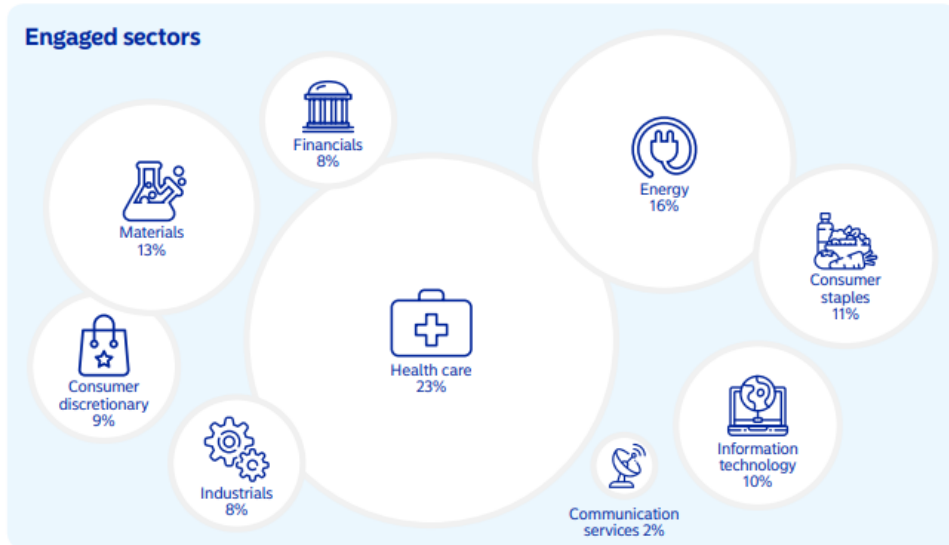 Engaged sectors
Financials
8%
Energy
16%
Materials
13%
Consumer
staples
11%
Health care
23%
Consumer
discretionary
9%
Information
technology
10%
Industrials
8%
Communication
services 2%